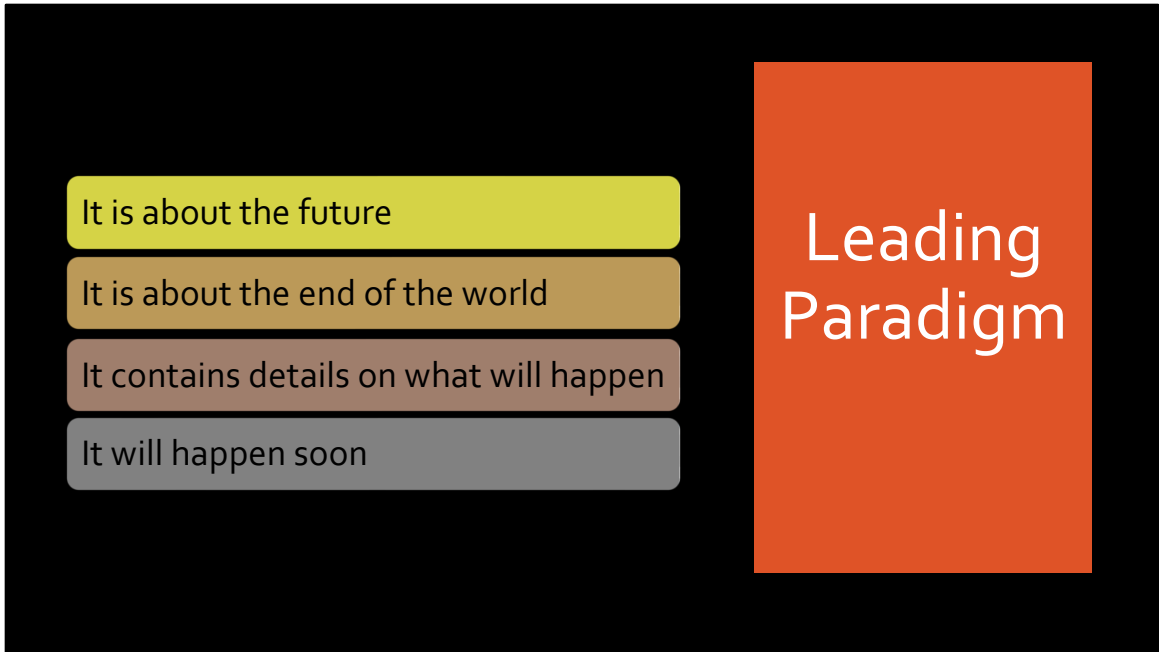 It is about the future
It is about the end of the world
It contains details on what will happen
It will happen soon
Leading
Paradigm